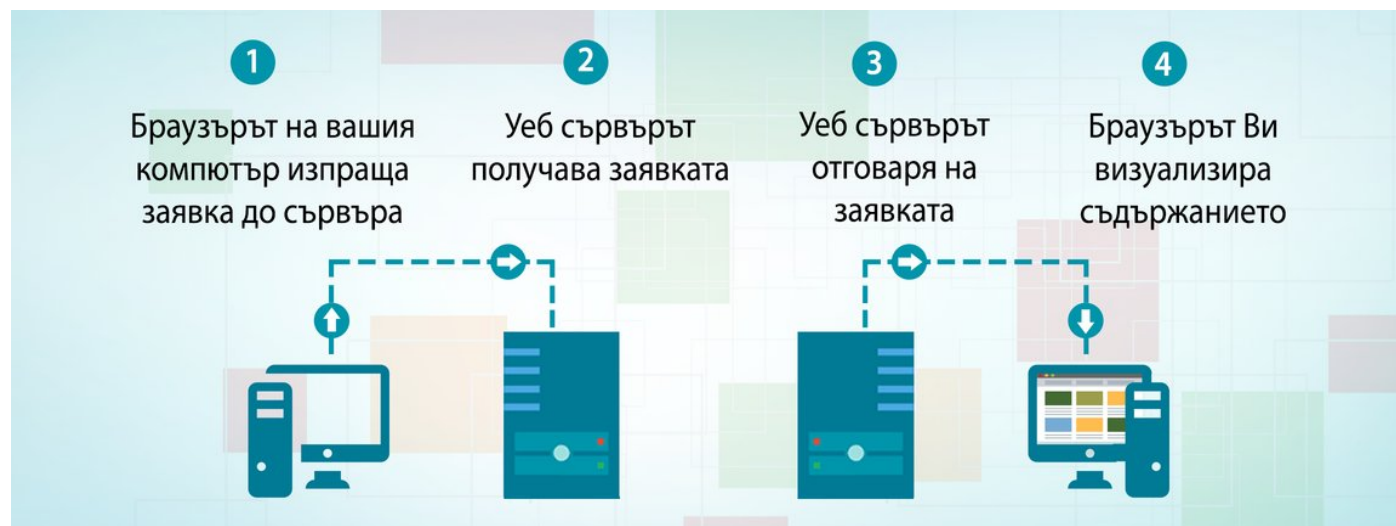 1
Браузърът на вашия
компютър изпраща
заявка до сървъра
2
Уеб сървърът
получава заявката
3
Уеб сървърът
отговаря на
заявката
4
Браузърът Ви
визуализира
съдържанието